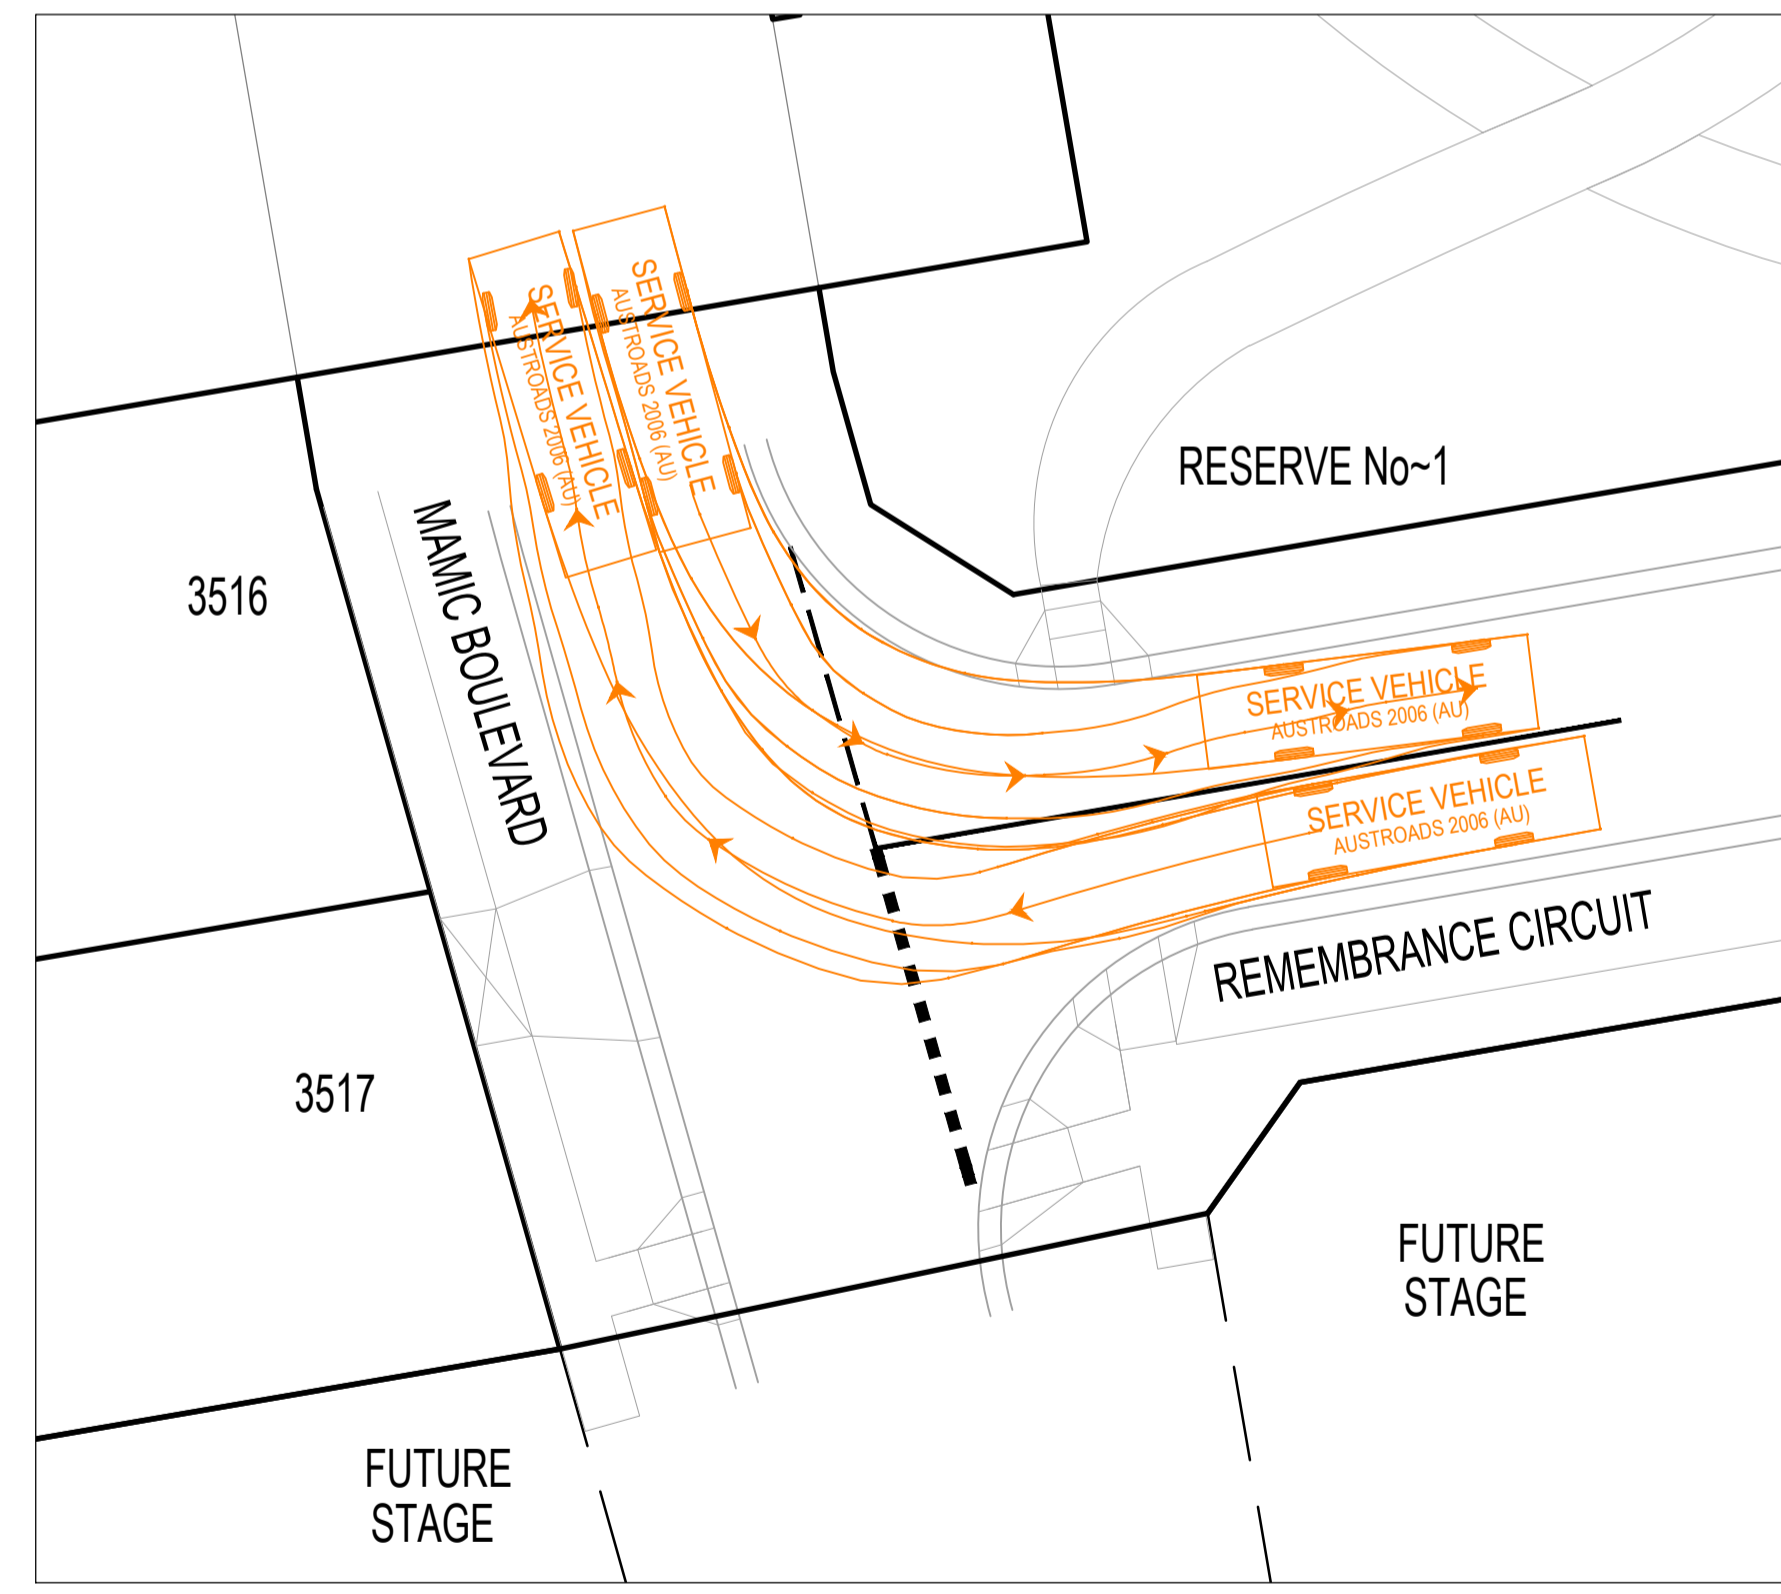 SERVICE VEHICLE
AUSTROADS 2006 (AU)
SERVICE VEHICLE
AUSTROADS 2006 (AU)
RESERVE No~1
MAMIC BOULEVARD
3516
SERVICE VEHICLE
AUSTROADS 2006 (AU)
SERVICE VEHICLE
AUSTROADS 2006 (AU)
REMEMBRANCE CIRCUIT
3517
FUTURE
STAGE
FUTURE
STAGE